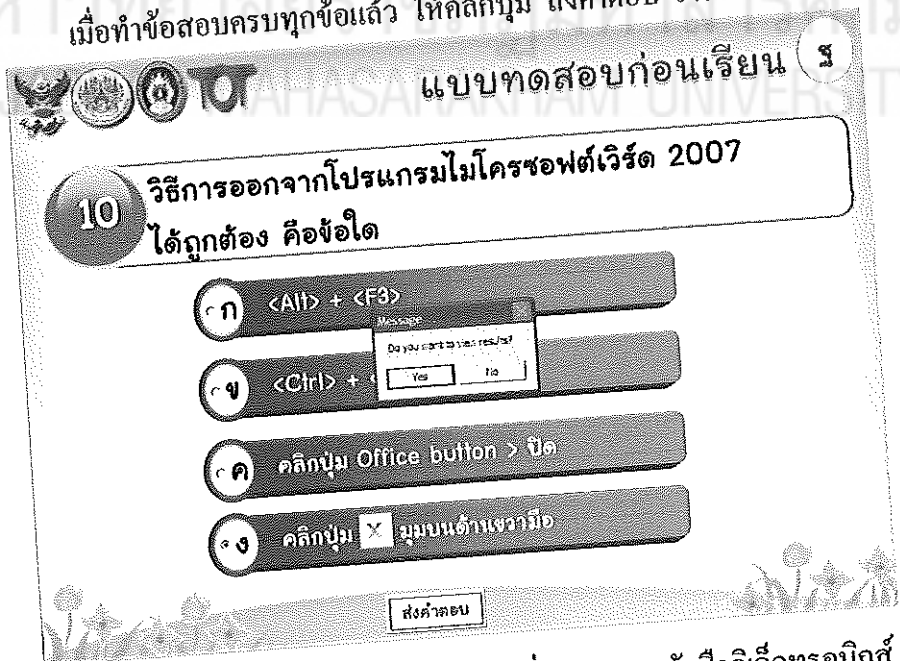 เมื่อทำข้อสอบครบทุกข้อแล้ว ให้คลิกปุ่ม ส่งคำตอบ
MAHASARAKHAM UNIVERSITY
แบบทดสอบก่อนเรียน
10 วิธีการออกจากโปรแกรมไมโครซอฟต์เวิร์ด 2007
ได้ถูกต้อง คือข้อใด
ก <Alt> + <F3>
Message
Do you want to view results?
Yes No
ข <Ctrl> +
ค คลิกปุ่ม Office button > ปิด
ง คลิกปุ่ม X มุมบนด้านขวามือ
ส่งคำตอบ